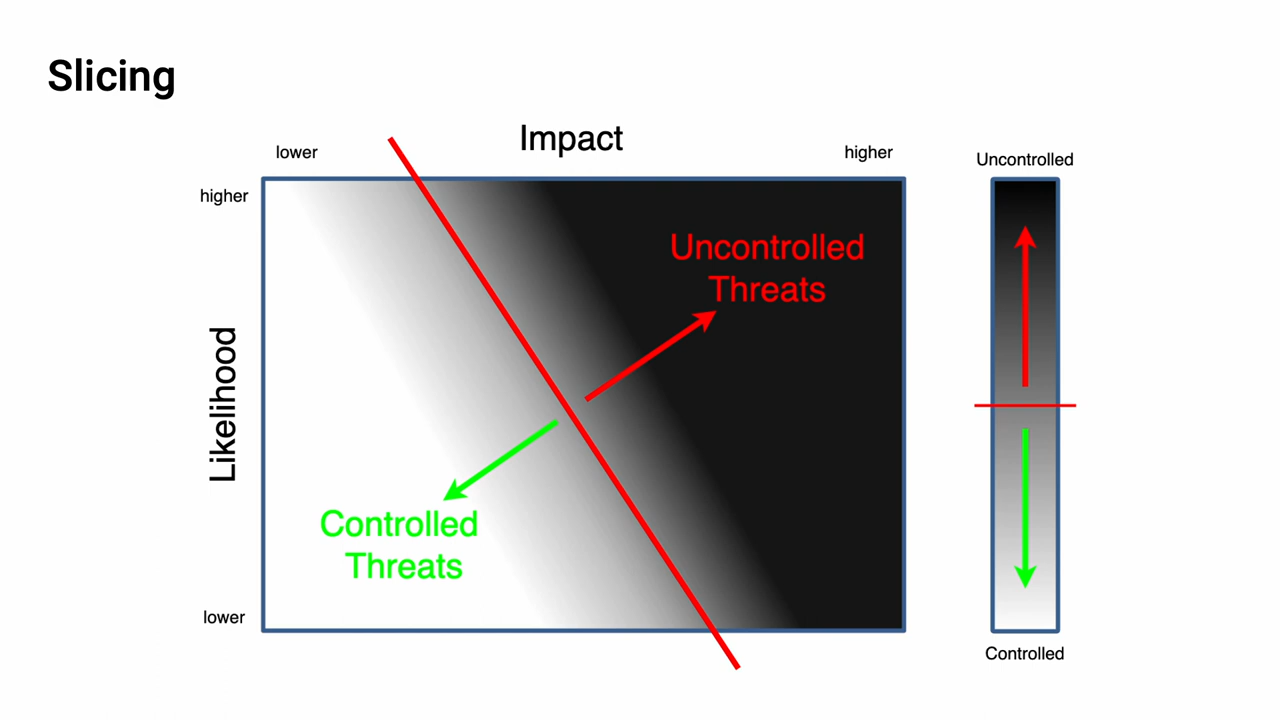 Slicing
Impact
lower
higher
Uncontrolled
higher
Uncontrolled
Threats
Likelihood
Controlled
Threats
lower
Controlled